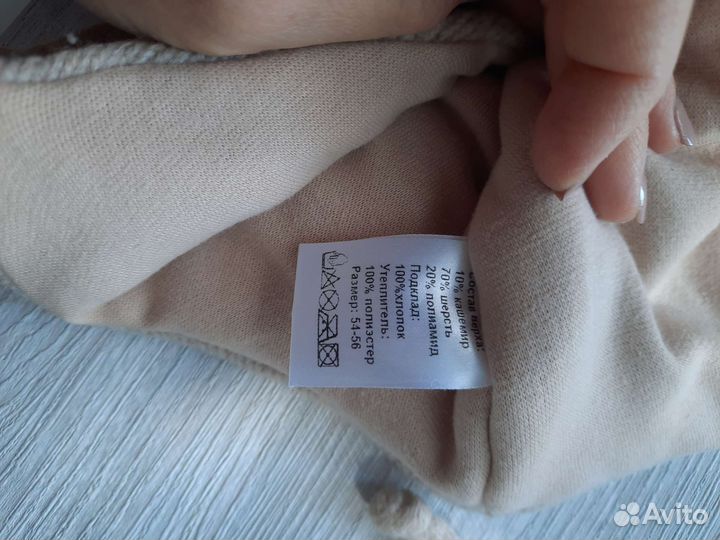 Состав верха:
10% кашемир
70% шерсть
20% полиамид
Подклад:
100%хлопок
Утеплитель:
100% полиэстер
Размер: 54-56
Avito